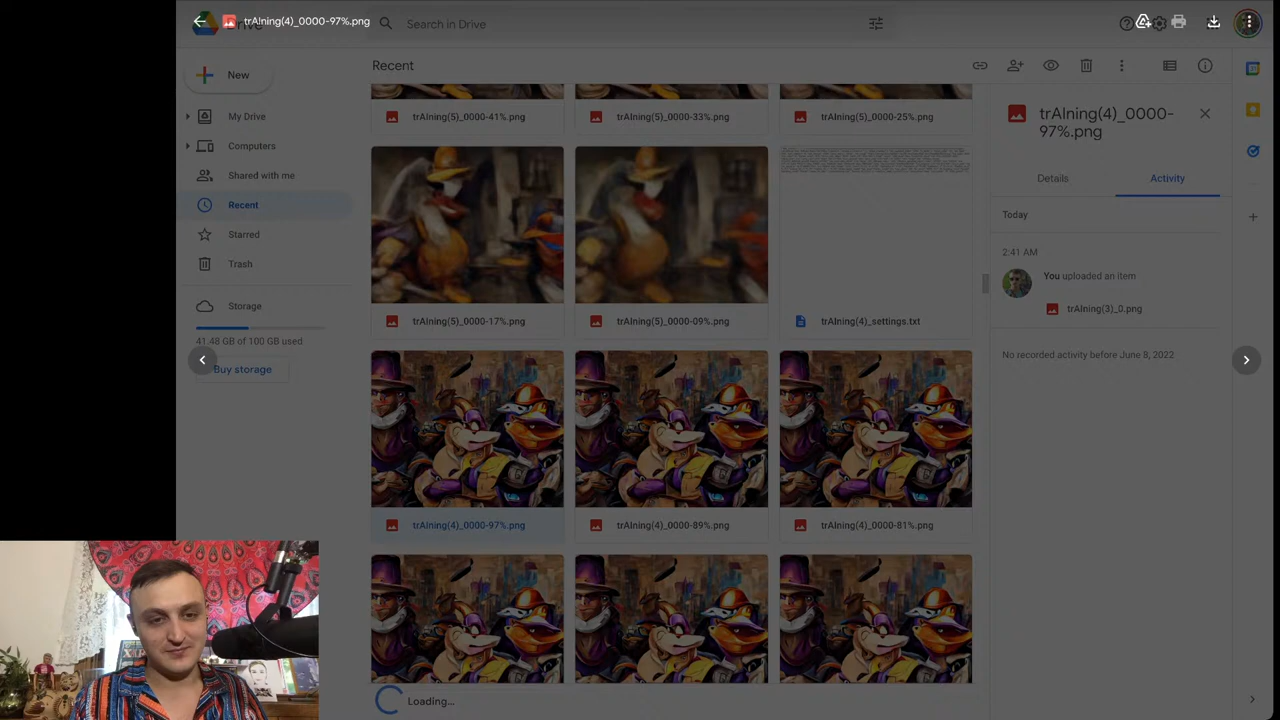 trAIning(4)_0000-97%.png
Drive
Search in Drive
New
Recent
My Drive
Computers
Shared with me
Recent
Starred
Trash
Storage
41.48 GB of 100 GB used
Buy storage
trAIning(5)_0000-41%.png
trAIning(5)_0000-33%.png
trAIning(5)_0000-25%.png
trAIning(5)_0000-17%.png
trAIning(5)_0000-09%.png
trAIning(4)_settings.txt
trAIning(4)_0000-97%.png
trAIning(4)_0000-89%.png
trAIning(4)_0000-81%.png
Loading...
trAIning(4)_0000-
97%.png
Details
Activity
Today
2:41 AM
You uploaded an item
trAIning(3)_0.png
No recorded activity before June 8, 2022